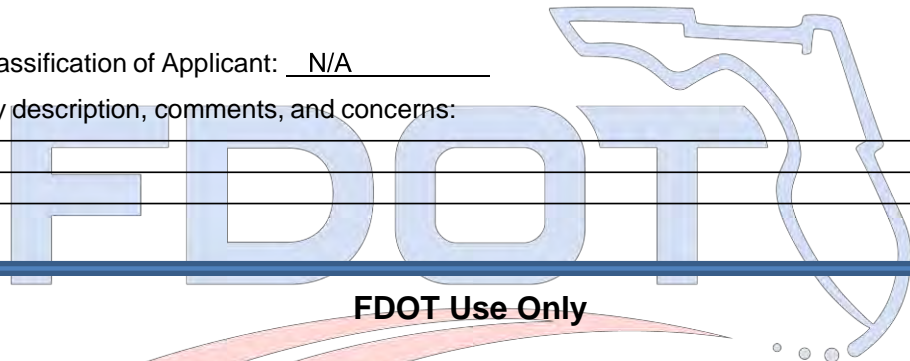 assification of Applicant: N/A
y description, comments, and concerns:
FDOT
FDOT Use Only